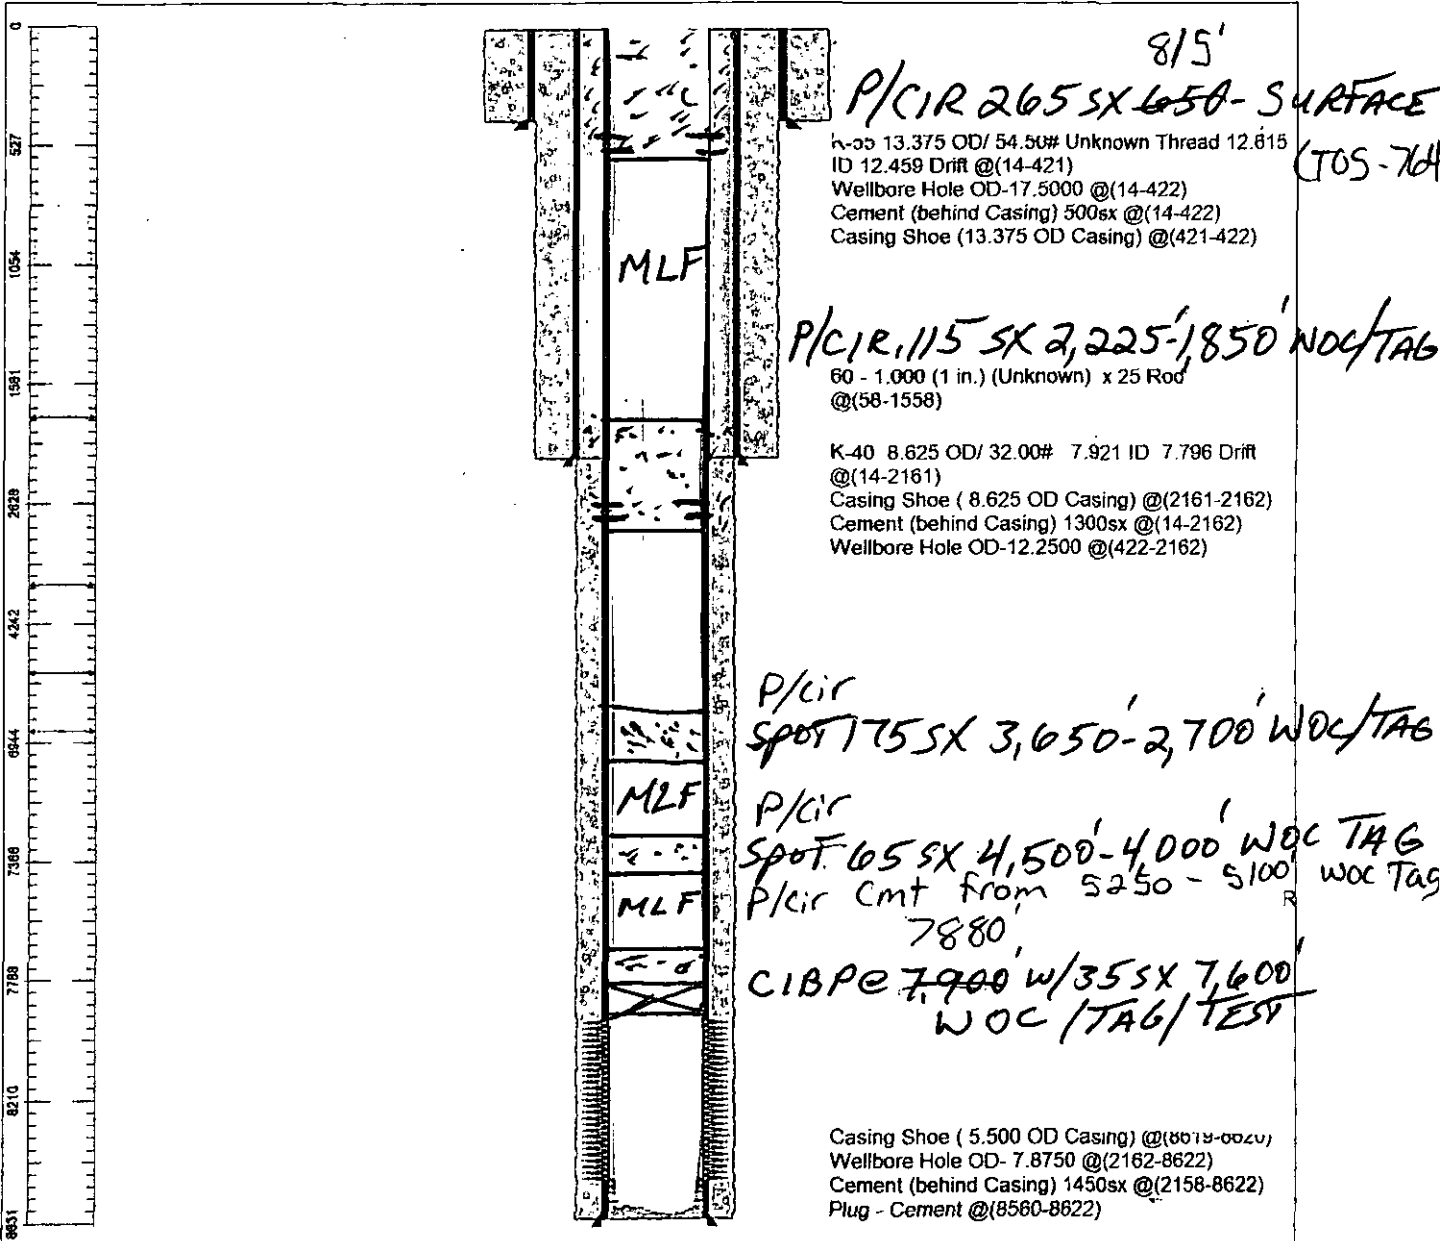 0
527
1054
1581
2628
4242
6944
7366
7788
8210
8631
815'
P/CIR 265 SX 650 - SURFACE
K-55 13.375 OD/ 54.50# Unknown Thread 12.615
ID 12.459 Drift @(14-421)
(TOS-764
Wellbore Hole OD-17.5000 @(14-422)
Cement (behind Casing) 500sx @(14-422)
Casing Shoe (13.375 OD Casing) @(421-422)
MLF
P/CIR 115 SX 2,225'-1,850' WOC/TAG
60 - 1.000 (1 in.) (Unknown) x 25 Rod
@(58-1558)
K-40 8.625 OD/ 32.00# 7.921 ID 7.796 Drift
@(14-2161)
Casing Shoe ( 8.625 OD Casing) @(2161-2162)
Cement (behind Casing) 1300sx @(14-2162)
Wellbore Hole OD-12.2500 @(422-2162)
P/cir
SPOT 175 SX 3,650'-2,700' WOC/TAG
MLF
P/cir
SPOT 65 SX 4,500'-4,000' WOC TAG
P/cir Cmt from 5250 - 5100' WOC Tag
R
MLF
7880'
CIBP@ 7,900' W/35 SX 7,600'
WOC/TAG/TEST
Casing Shoe ( 5.500 OD Casing) @(8619-8620)
Wellbore Hole OD- 7.8750 @(2162-8622)
Cement (behind Casing) 1450sx @(2158-8622)
Plug - Cement @(8560-8622)